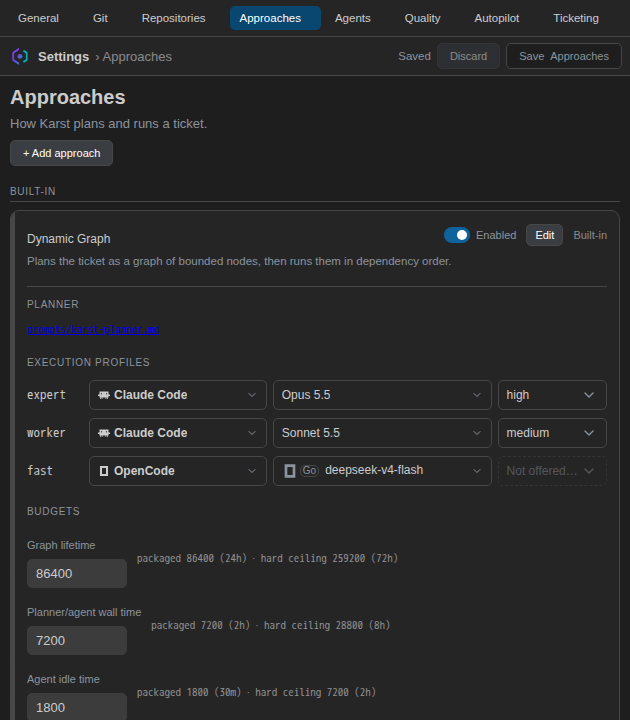 General Git Repositories Approaches Agents Quality Autopilot Ticketing
Settings › Approaches Saved Discard Save Approaches
Approaches
How Karst plans and runs a ticket.
+ Add approach
BUILT-IN
Dynamic Graph Enabled Edit Built-in
Plans the ticket as a graph of bounded nodes, then runs them in dependency order.
PLANNER
prompts/karst-planner.md
EXECUTION PROFILES
expert Claude Code Opus 5.5 high
worker Claude Code Sonnet 5.5 medium
fast OpenCode Go deepseek-v4-flash Not offered…
BUDGETS
Graph lifetime
packaged 86400 (24h) · hard ceiling 259200 (72h)
86400
Planner/agent wall time
packaged 7200 (2h) · hard ceiling 28800 (8h)
7200
Agent idle time
packaged 1800 (30m) · hard ceiling 7200 (2h)
1800